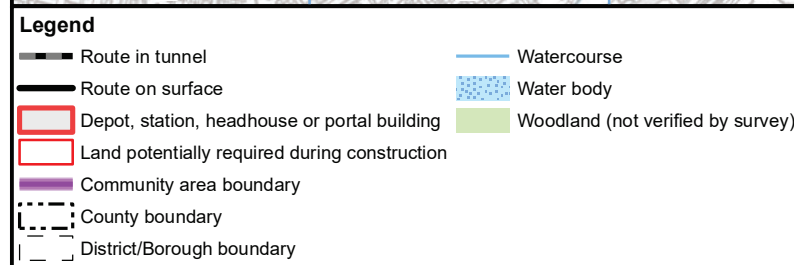 Legend
Route in tunnel
Route on surface
Depot, station, headhouse or portal building
Land potentially required during construction
Community area boundary
County boundary
District/Borough boundary
Watercourse
Water body
Woodland (not verified by survey)